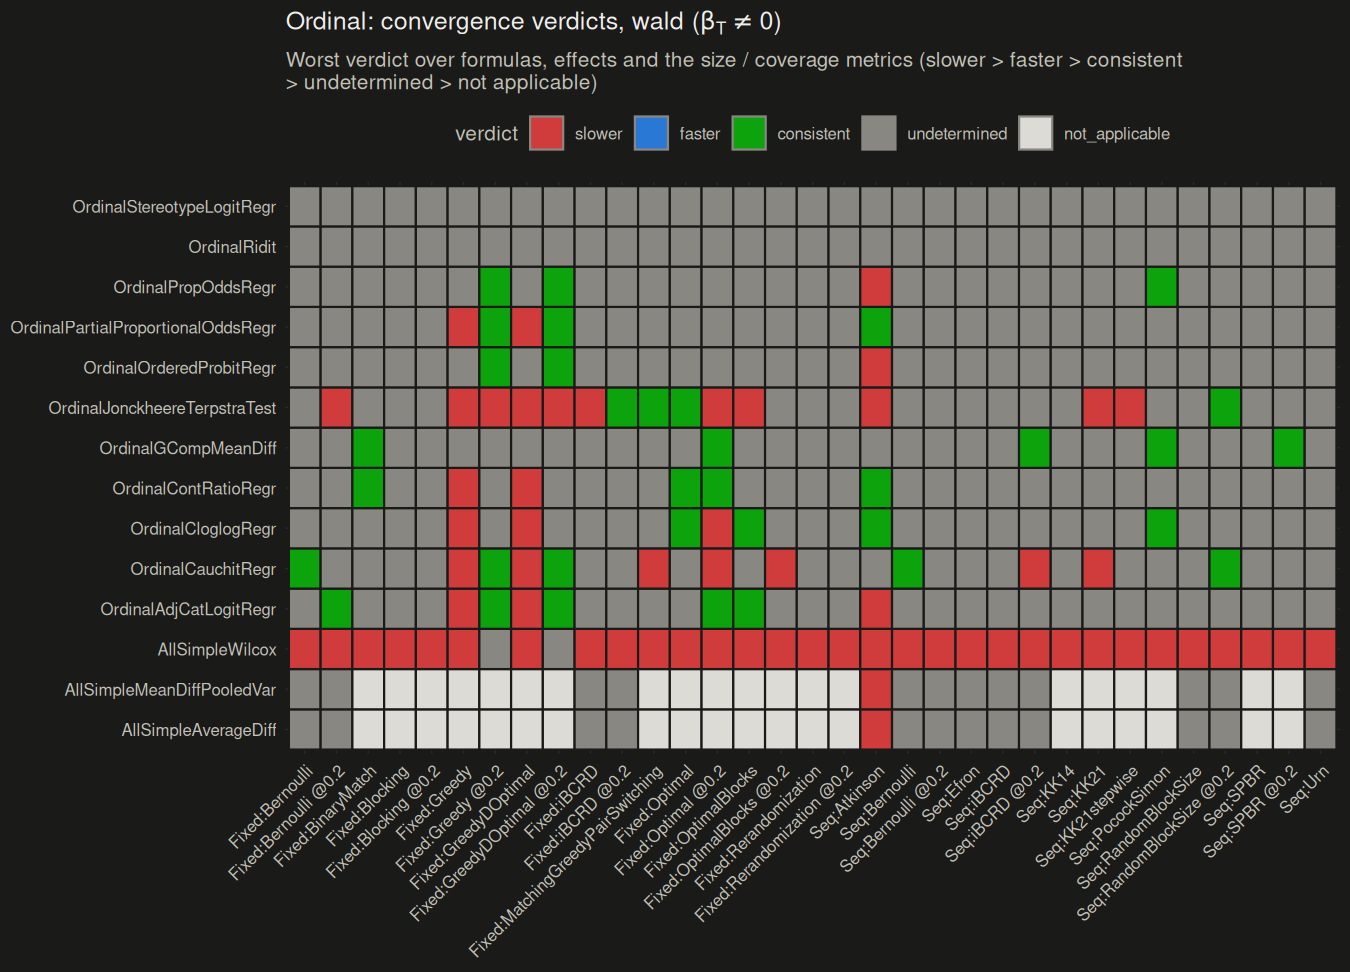 Ordinal: convergence verdicts, wald (βT ≠ 0)
Worst verdict over formulas, effects and the size / coverage metrics (slower > faster > consistent
> undetermined > not applicable)
verdict slower faster consistent undetermined not_applicable
OrdinalStereotypeLogitRegr
OrdinalRidit
OrdinalPropOddsRegr
OrdinalPartialProportionalOddsRegr
OrdinalOrderedProbitRegr
OrdinalJonckheereTerpstraTest
OrdinalGCompMeanDiff
OrdinalContRatioRegr
OrdinalCloglogRegr
OrdinalCauchitRegr
OrdinalAdjCatLogitRegr
AllSimpleWilcox
AllSimpleMeanDiffPooledVar
AllSimpleAverageDiff
Fixed:Bernoulli
Fixed:Bernoulli @0.2
Fixed:BinaryMatch
Fixed:Blocking
Fixed:Blocking @0.2
Fixed:Greedy
Fixed:Greedy @0.2
Fixed:GreedyDOptimal
Fixed:GreedyDOptimal @0.2
Fixed:iBCRD
Fixed:iBCRD @0.2
Fixed:MatchingGreedyPairSwitching
Fixed:Optimal
Fixed:Optimal @0.2
Fixed:OptimalBlocks
Fixed:OptimalBlocks @0.2
Fixed:Rerandomization
Fixed:Rerandomization @0.2
Seq:Atkinson
Seq:Bernoulli
Seq:Bernoulli @0.2
Seq:Efron
Seq:iBCRD
Seq:iBCRD @0.2
Seq:KK14
Seq:KK21
Seq:KK21stepwise
Seq:PocockSimon
Seq:RandomBlockSize
Seq:RandomBlockSize @0.2
Seq:SPBR
Seq:SPBR @0.2
Seq:Urn